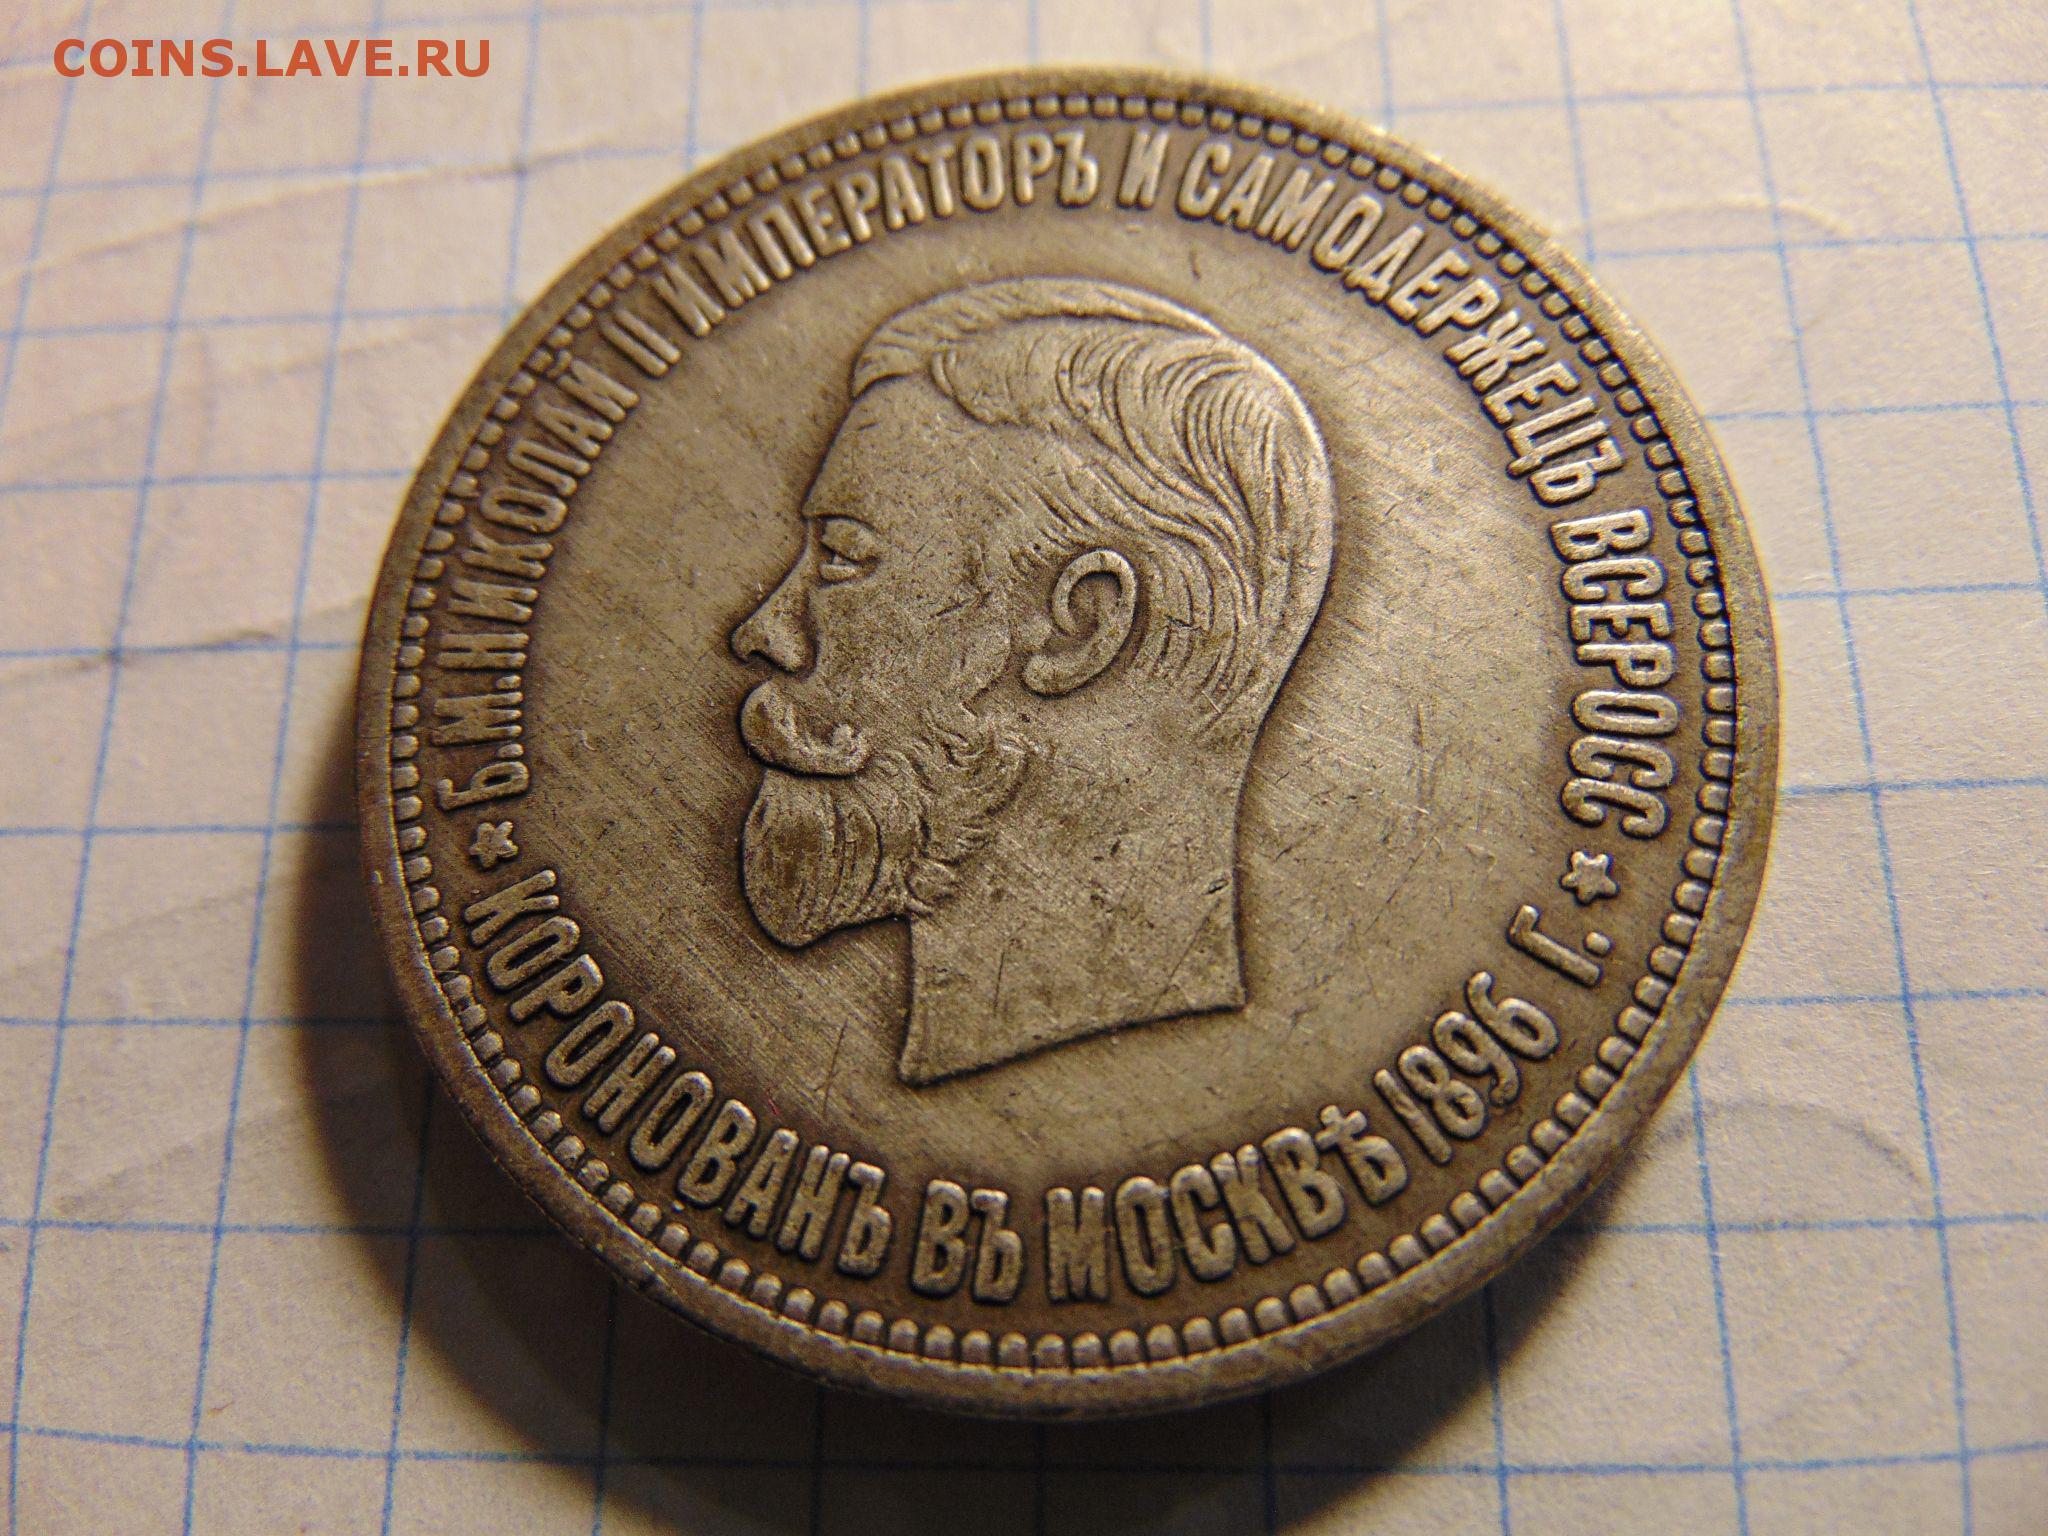 COINS.LAVE.RU
Б.М.НИКОЛАЙ II ИМПЕРАТОРЪ И САМОДЕРЖЕЦЪ ВСЕРОСС
★ КОРОНОВАНЪ ВЪ МОСКВѢ 1896 Г. ★